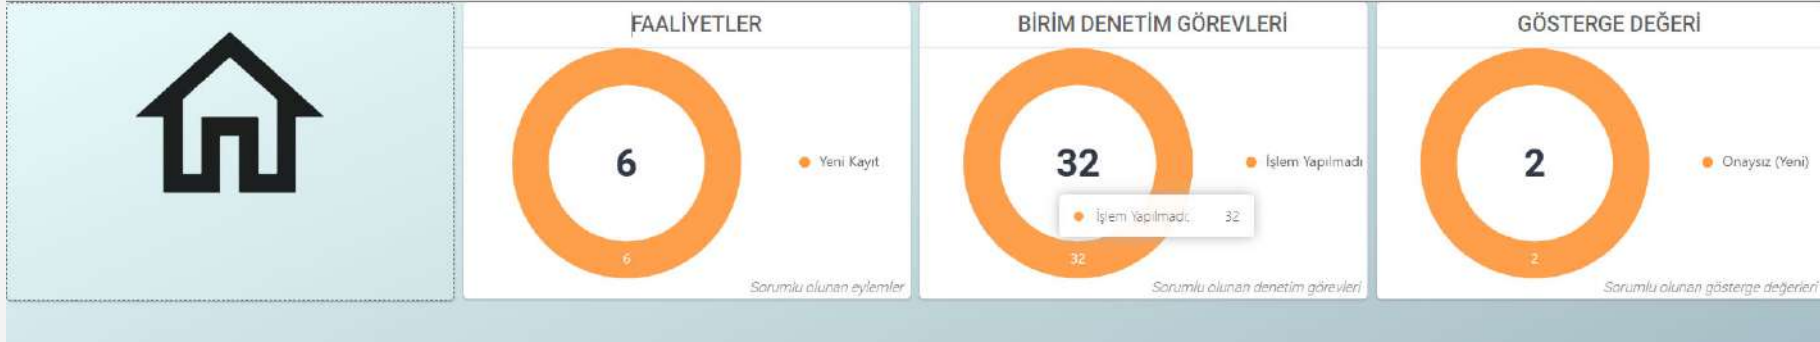 FAALİYETLER
6
Yeni Kayıt
6
Sorumlu olunan eylemler
BİRİM DENETİM GÖREVLERİ
32
İşlem Yapılmadı
İşlem Yapılmadı: 32
32
Sorumlu olunan denetim görevleri
GÖSTERGE DEĞERİ
2
Onaysız (Yeni)
2
Sorumlu olunan gösterge değerleri